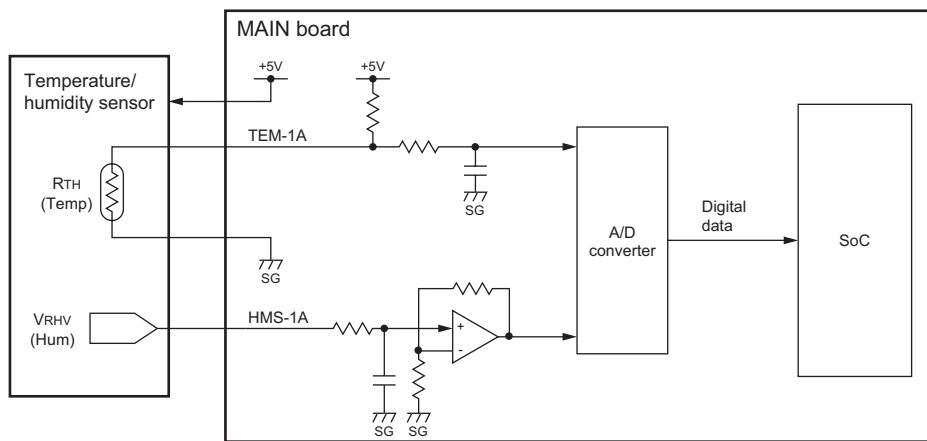 MAIN board
Temperature/
humidity sensor
+5V
+5V
TEM-1A
RTH
(Temp)
SG
SG
A/D
converter
Digital
data
SoC
VRHV
(Hum)
HMS-1A
+
-
SG
SG